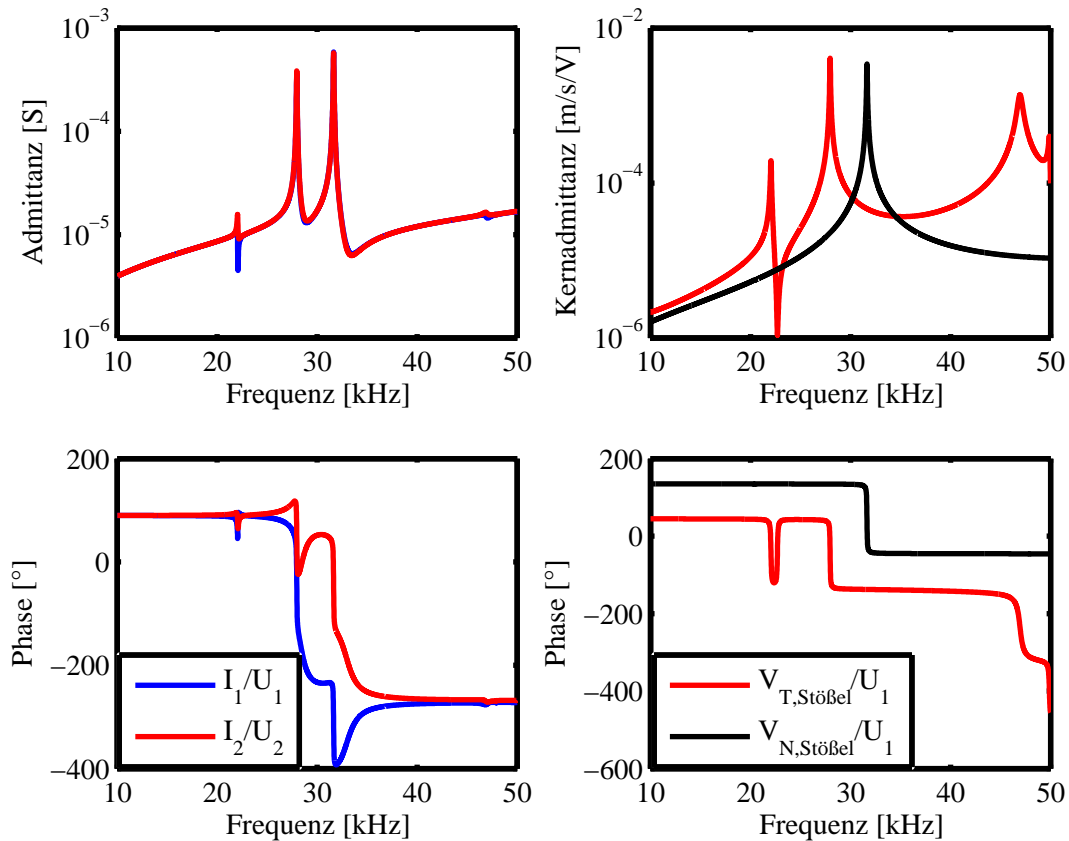 10⁻³
10⁻⁴
10⁻⁵
10⁻⁶
Admittanz [S]
10 20 30 40 50
Frequenz [kHz]
10⁻²
10⁻⁴
10⁻⁶
Kernadmittanz [m/s/V]
10 20 30 40 50
Frequenz [kHz]
200
0
−200
−400
Phase [°]
I₁/U₁
I₂/U₂
10 20 30 40 50
Frequenz [kHz]
200
0
−200
−400
−600
Phase [°]
V_T,Stößel/U₁
V_N,Stößel/U₁
10 20 30 40 50
Frequenz [kHz]